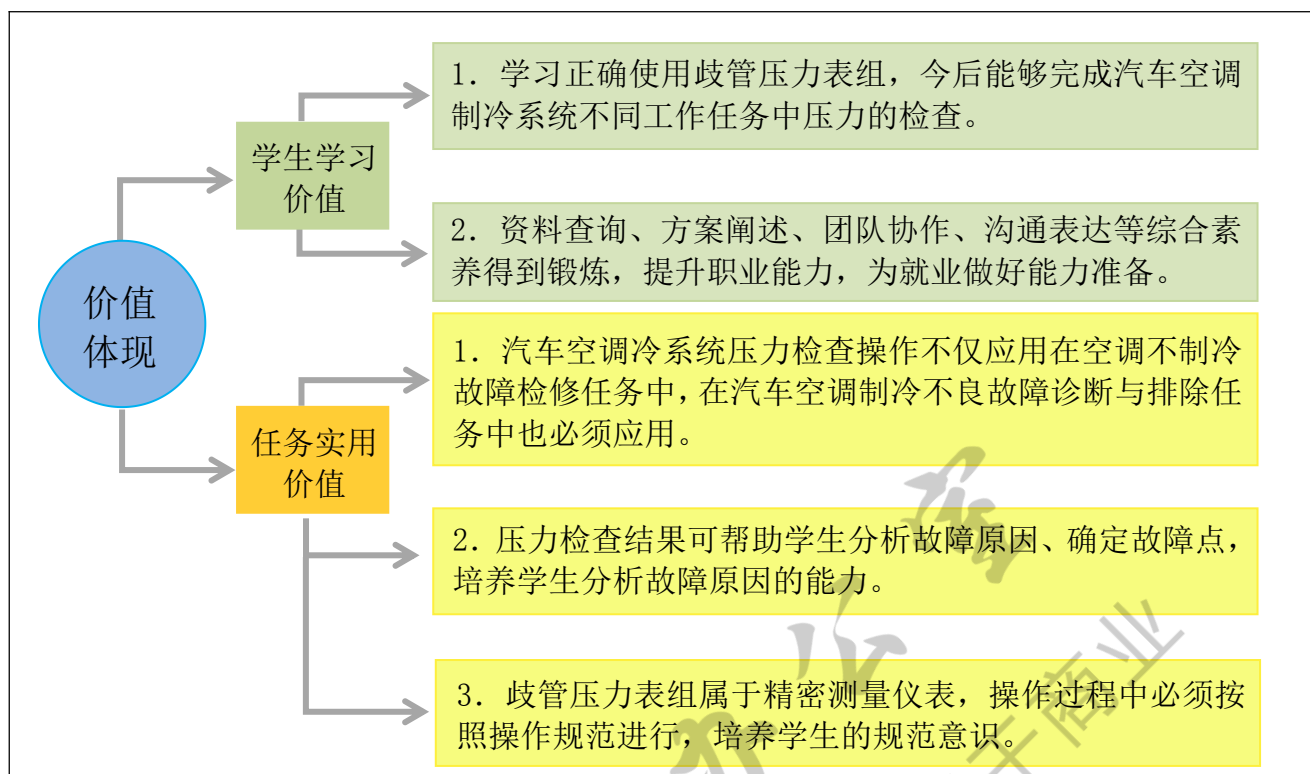 价值
体现
学生学习
价值
1. 学习正确使用歧管压力表组，今后能够完成汽车空调
制冷系统不同工作任务中压力的检查。
2. 资料查询、方案阐述、团队协作、沟通表达等综合素
养得到锻炼，提升职业能力，为就业做好能力准备。
任务实用
价值
1. 汽车空调冷系统压力检查操作不仅应用在空调不制冷
故障检修任务中，在汽车空调制冷不良故障诊断与排除任
务中也必须应用。
2. 压力检查结果可帮助学生分析故障原因、确定故障点，
培养学生分析故障原因的能力。
3. 歧管压力表组属于精密测量仪表，操作过程中必须按
照操作规范进行，培养学生的规范意识。
于商业